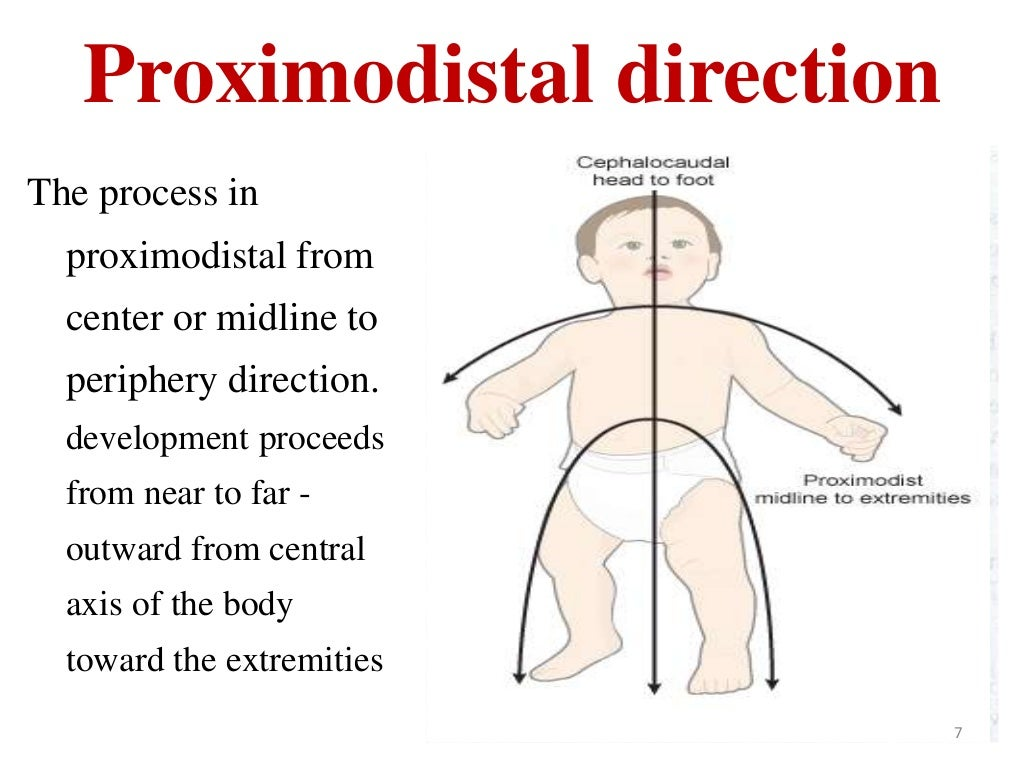 Proximodistal direction
The process in
proximodistal from
center or midline to
periphery direction.
development proceeds
from near to far -
outward from central
axis of the body
toward the extremities
Cephalocaudal
head to foot
Proximodist
midline to extremities
7